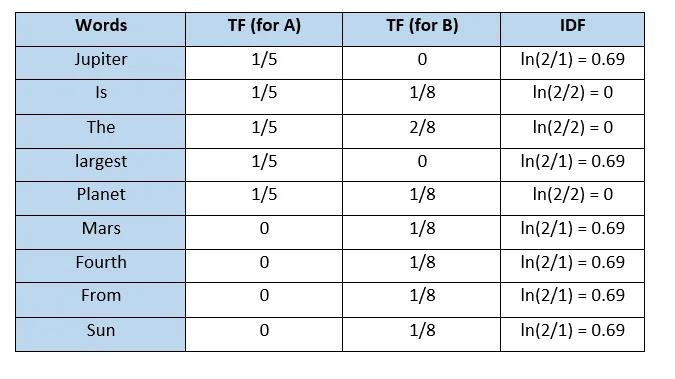 Words TF (for A) TF (for B) IDF
Jupiter 1/5 0 ln(2/1) = 0.69
Is 1/5 1/8 ln(2/2) = 0
The 1/5 2/8 ln(2/2) = 0
largest 1/5 0 ln(2/1) = 0.69
Planet 1/5 1/8 ln(2/2) = 0
Mars 0 1/8 ln(2/1) = 0.69
Fourth 0 1/8 ln(2/1) = 0.69
From 0 1/8 ln(2/1) = 0.69
Sun 0 1/8 ln(2/1) = 0.69